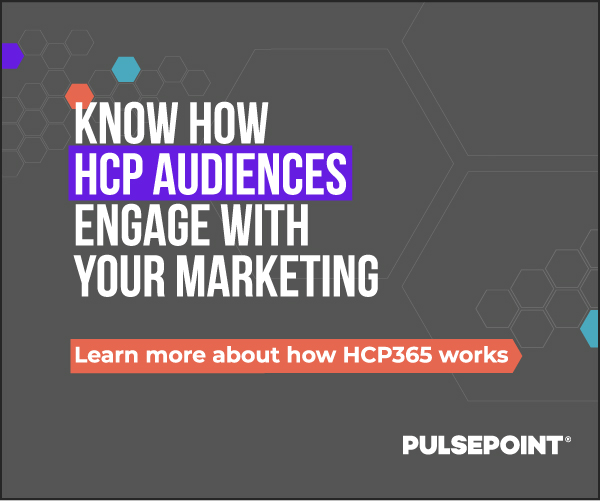 KNOW HOW
HCP AUDIENCES
ENGAGE WITH
YOUR MARKETING
Learn more about how HCP365 works
PULSEPOINT®